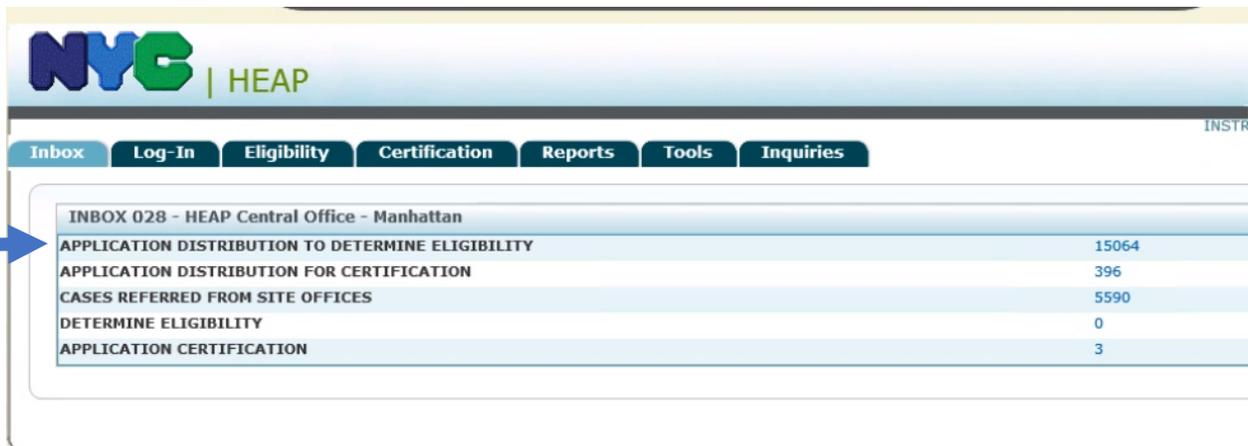 NYC | HEAP
INSTR
Inbox Log-In Eligibility Certification Reports Tools Inquiries
INBOX 028 - HEAP Central Office - Manhattan
APPLICATION DISTRIBUTION TO DETERMINE ELIGIBILITY 15064
APPLICATION DISTRIBUTION FOR CERTIFICATION 396
CASES REFERRED FROM SITE OFFICES 5590
DETERMINE ELIGIBILITY 0
APPLICATION CERTIFICATION 3